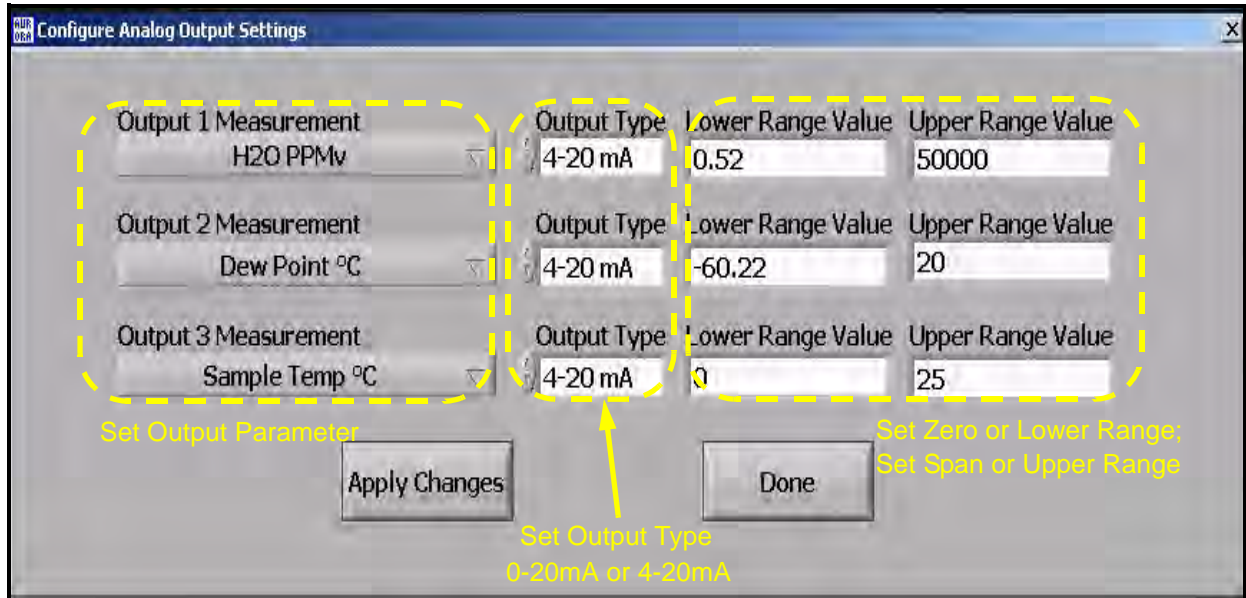 AUR
ORA
Configure Analog Output Settings
X
Output 1 Measurement Output Type Lower Range Value Upper Range Value
H2O PPMv 4-20 mA 0.52 50000
Output 2 Measurement Output Type Lower Range Value Upper Range Value
Dew Point ºC 4-20 mA -60.22 20
Output 3 Measurement Output Type Lower Range Value Upper Range Value
Sample Temp ºC 4-20 mA 0 25
Set Output Parameter
Set Zero or Lower Range;
Set Span or Upper Range
Apply Changes Done
Set Output Type
0-20mA or 4-20mA